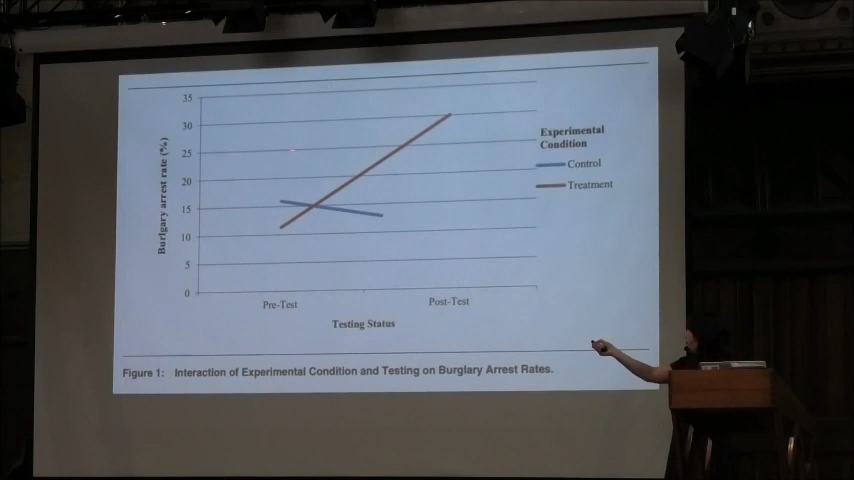 35
30
25
20
15
10
5
0
Burglary arrest rate (%)
Pre-Test
Post-Test
Testing Status
Experimental
Condition
Control
Treatment
Figure 1: Interaction of Experimental Condition and Testing on Burglary Arrest Rates.